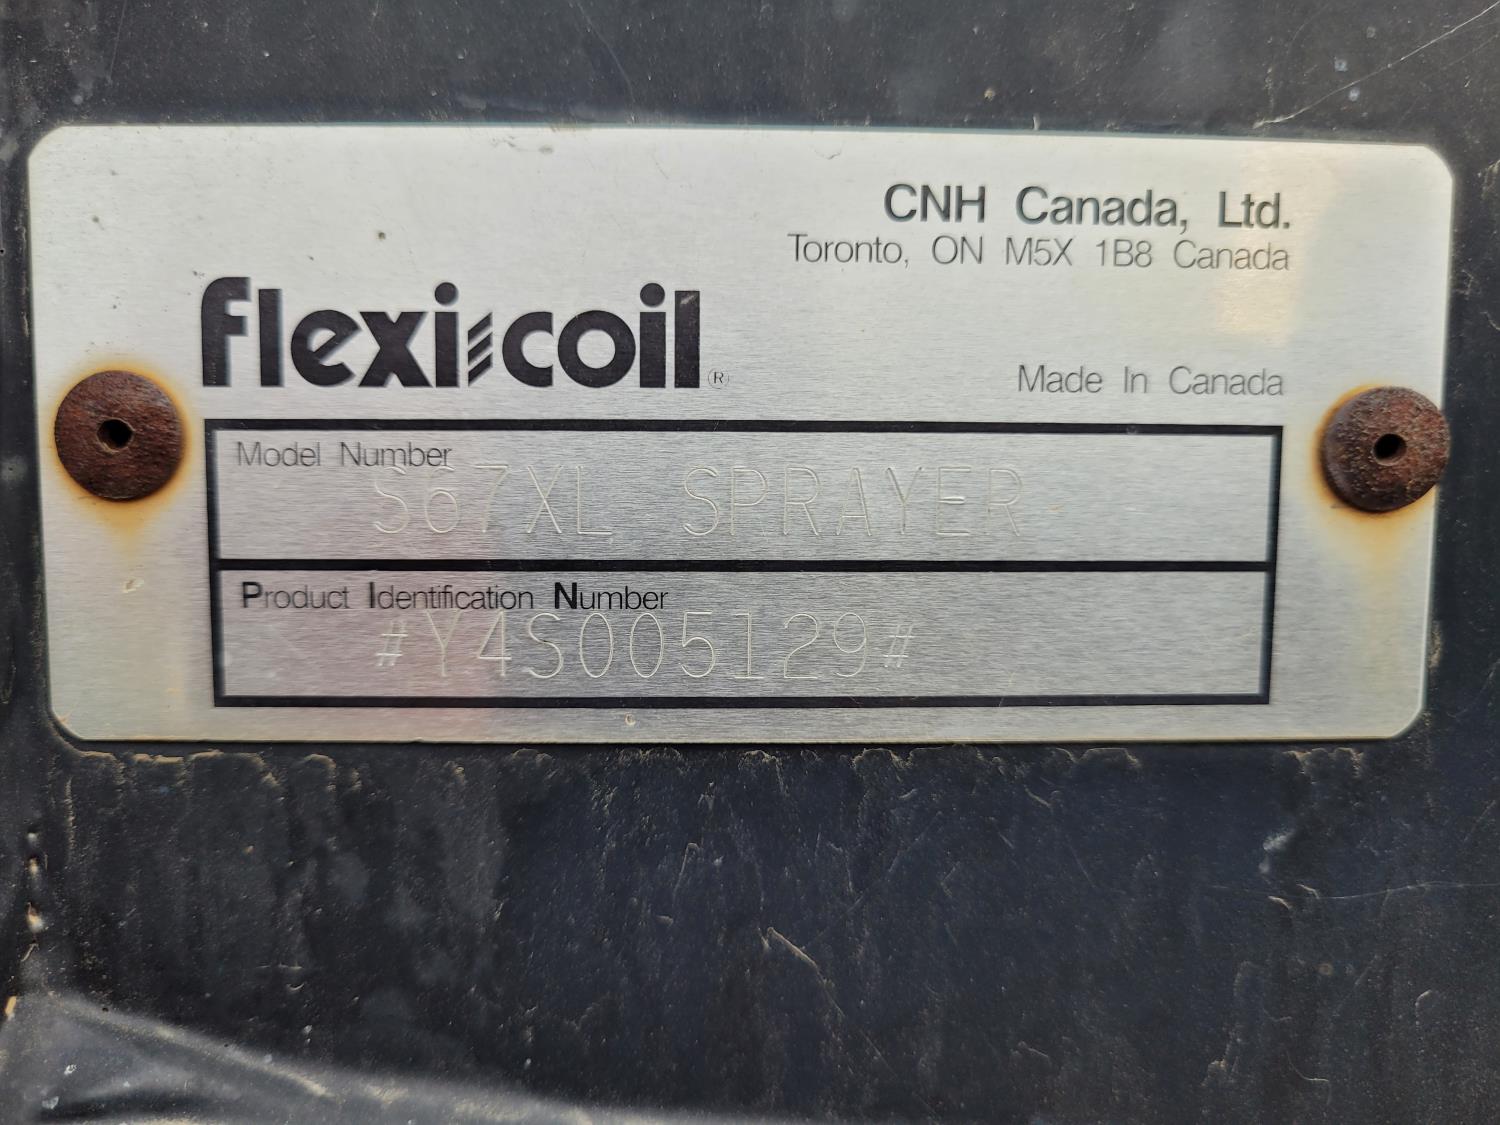 CNH Canada, Ltd.
Toronto, ON M5X 1B8 Canada
flexi-coil®
Made In Canada
Model Number
S67XL SPRAYER
Product Identification Number
#Y4S005129#